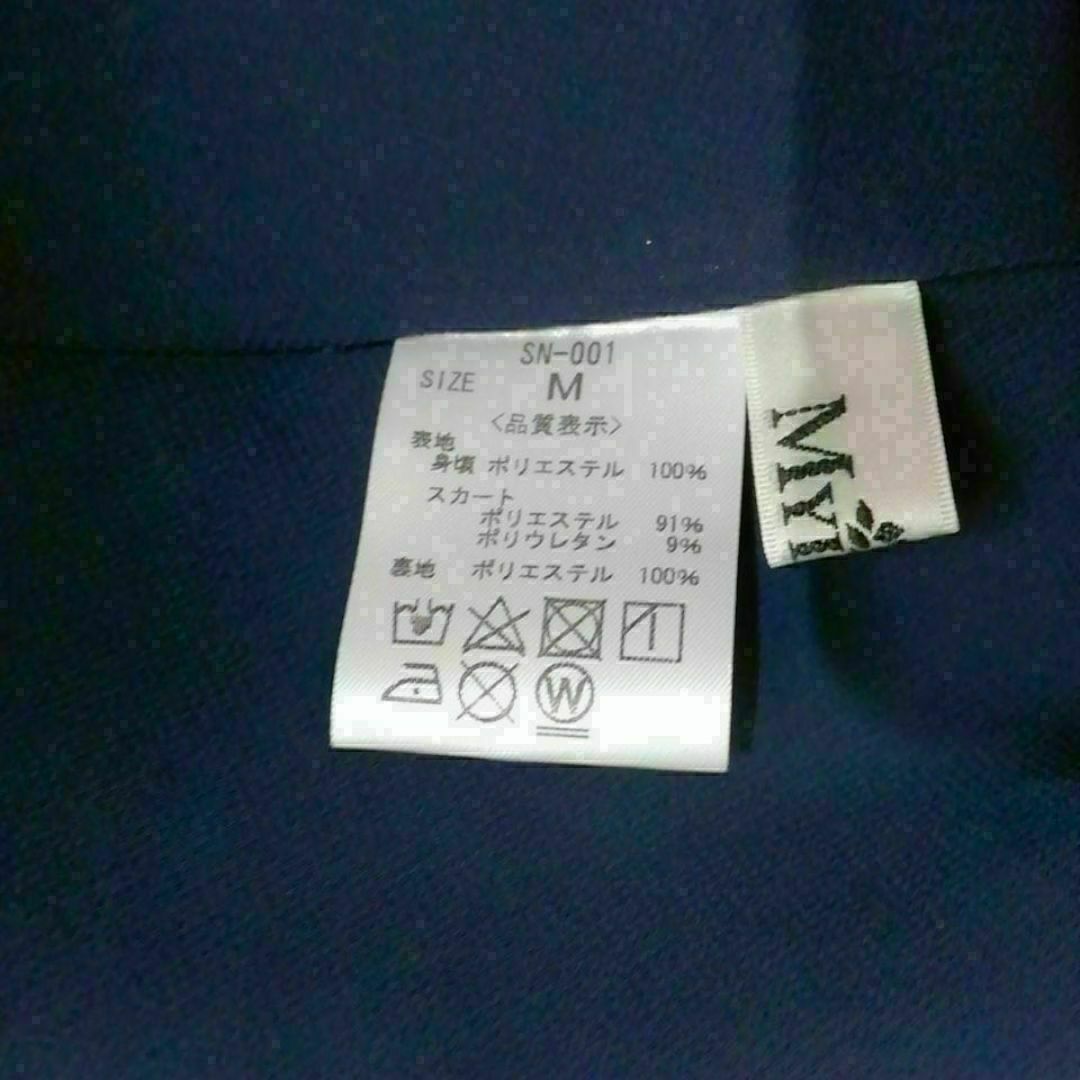 SN-001
SIZE M
〈品質表示〉
表地
身頃 ポリエステル 100%
スカート
ポリエステル 91%
ポリウレタン 9%
裏地 ポリエステル 100%
W